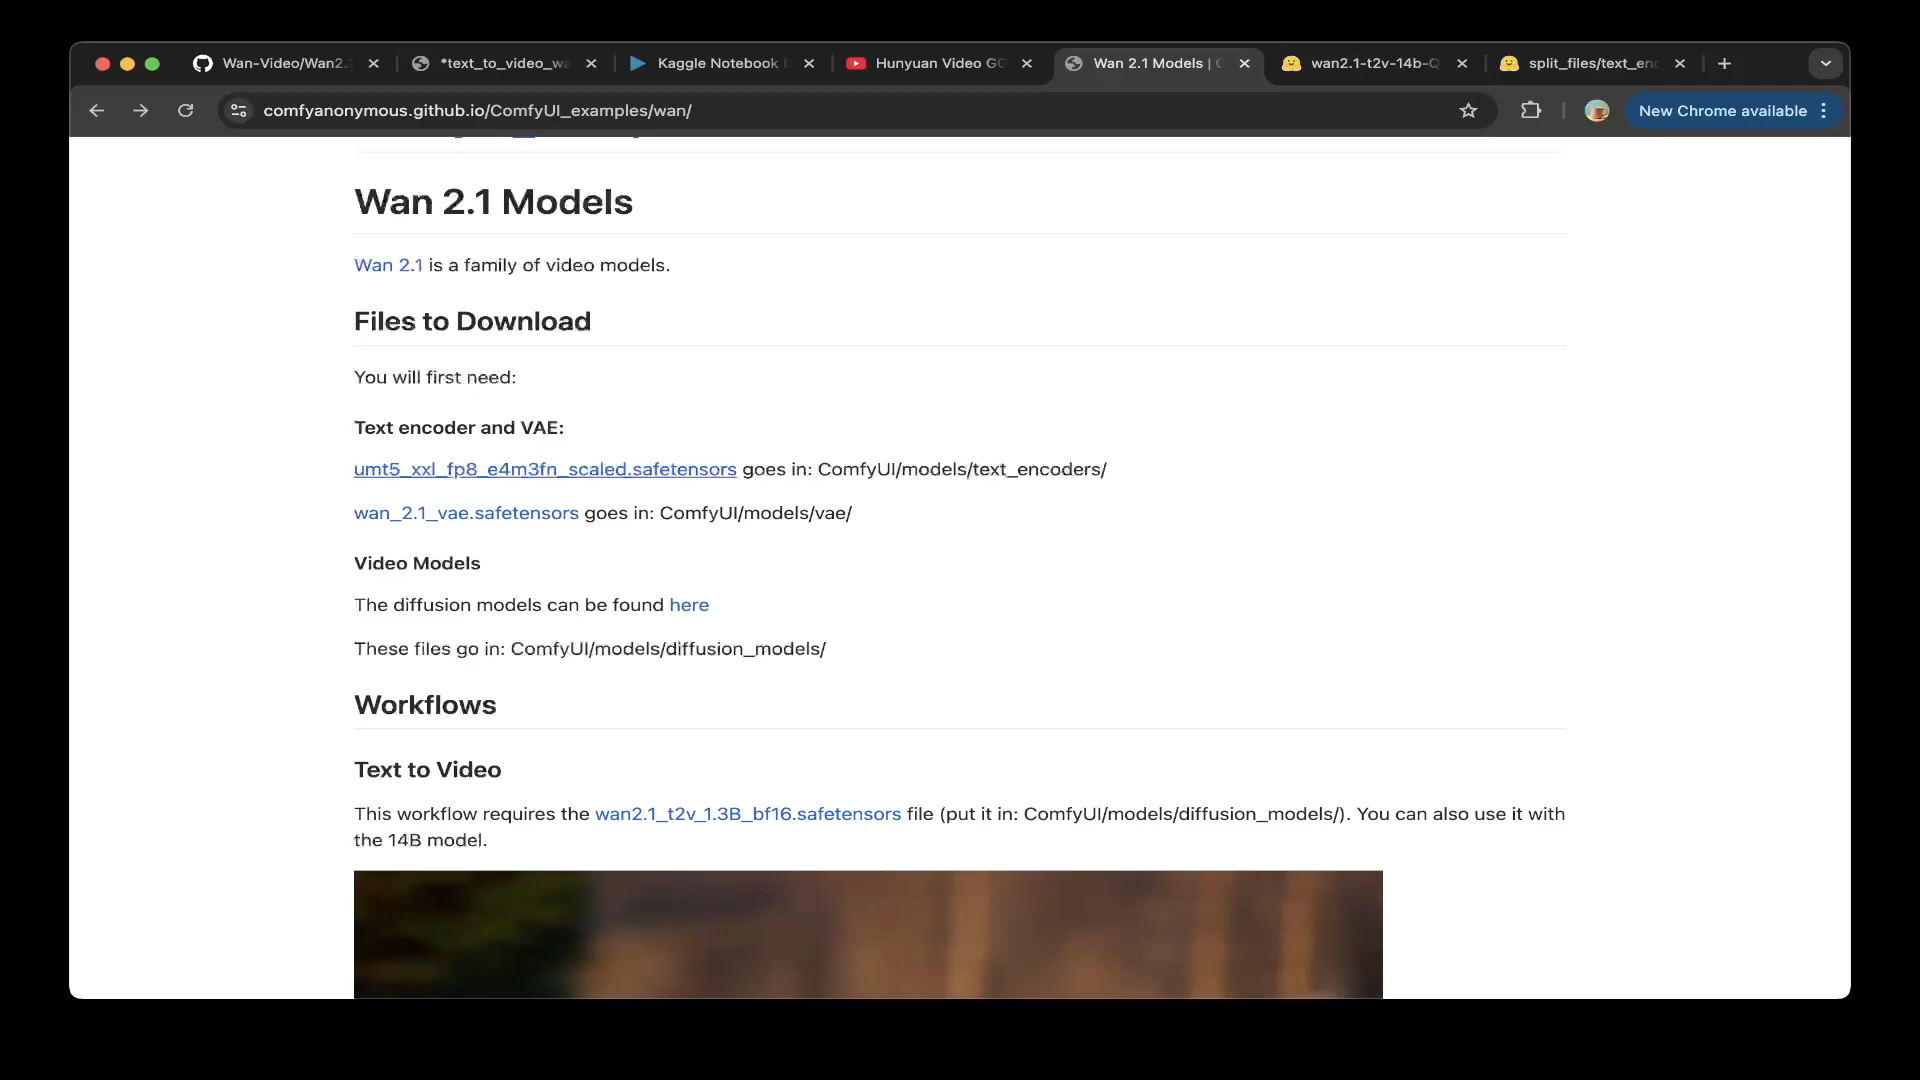 Wan-Video/Wan2.1
*text_to_video_wa
Kaggle Notebook
Hunyuan Video GG
Wan 2.1 Models |
wan2.1-t2v-14b-Q
split_files/text_enc
comfyanonymous.github.io/ComfyUI_examples/wan/
New Chrome available
Wan 2.1 Models
Wan 2.1 is a family of video models.
Files to Download
You will first need:
Text encoder and VAE:
umt5_xxl_fp8_e4m3fn_scaled.safetensors goes in: ComfyUI/models/text_encoders/
wan_2.1_vae.safetensors goes in: ComfyUI/models/vae/
Video Models
The diffusion models can be found here
These files go in: ComfyUI/models/diffusion_models/
Workflows
Text to Video
This workflow requires the wan2.1_t2v_1.3B_bf16.safetensors file (put it in: ComfyUI/models/diffusion_models/). You can also use it with
the 14B model.